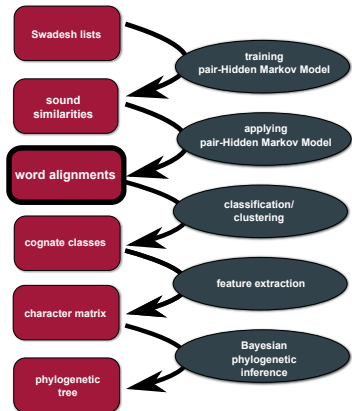 Swadesh lists
training
pair-Hidden Markov Model
sound
similarities
applying
pair-Hidden Markov Model
word alignments
classification/
clustering
cognate classes
feature extraction
character matrix
Bayesian
phylogenetic
inference
phylogenetic
tree